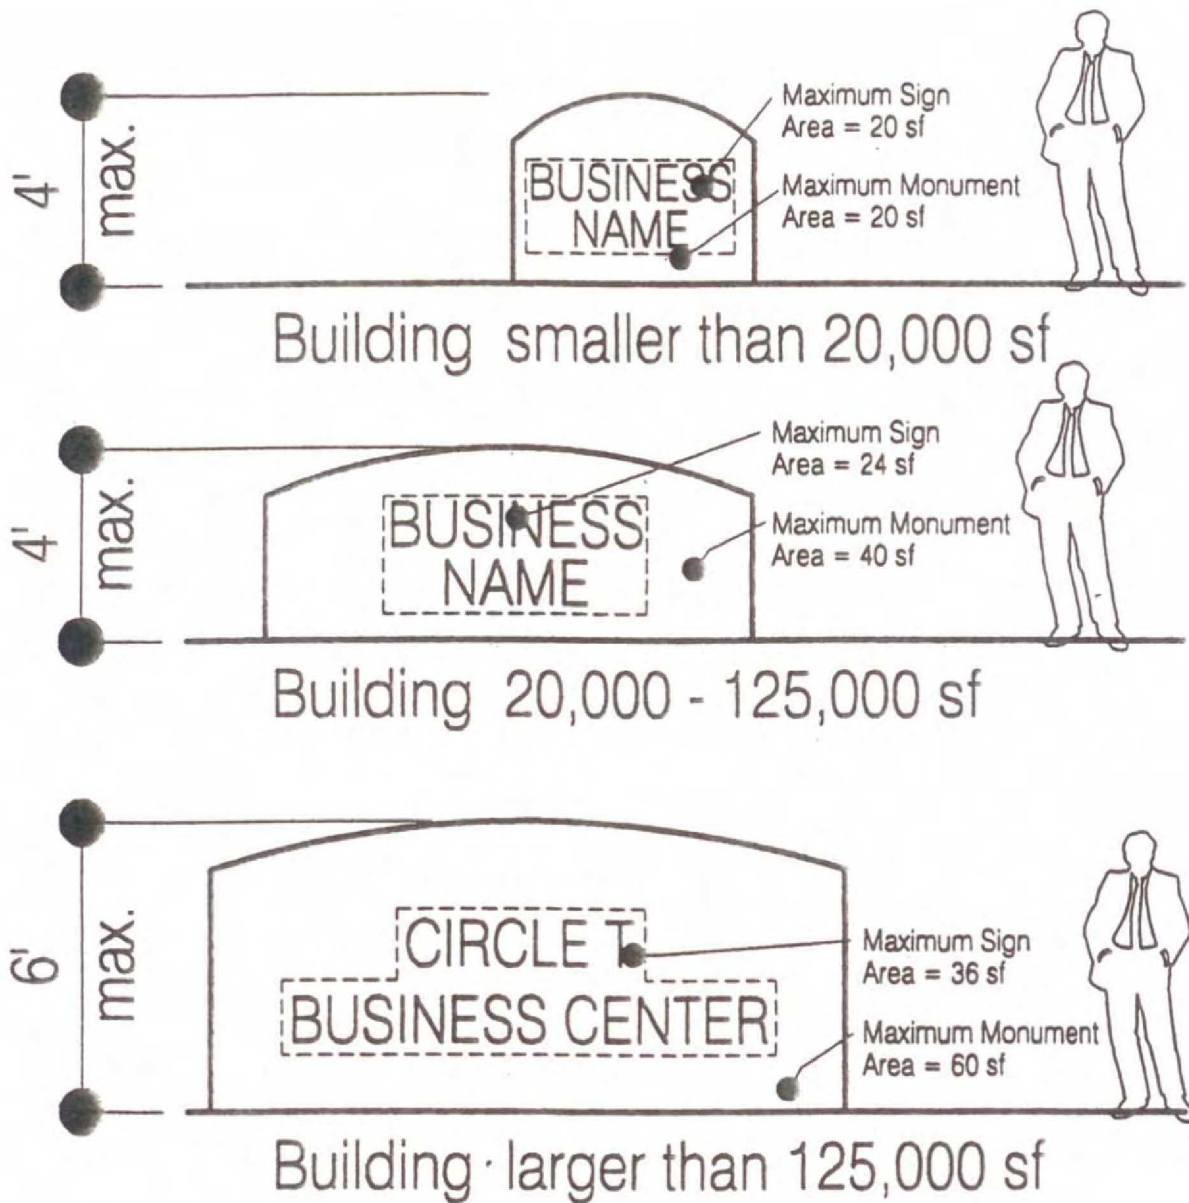 4'
max.
Maximum Sign
Area = 20 sf
BUSINESS
NAME
Maximum Monument
Area = 20 sf
Building smaller than 20,000 sf
4'
max.
Maximum Sign
Area = 24 sf
BUSINESS
NAME
Maximum Monument
Area = 40 sf
Building 20,000 - 125,000 sf
6'
max.
CIRCLE T
BUSINESS CENTER
Maximum Sign
Area = 36 sf
Maximum Monument
Area = 60 sf
Building larger than 125,000 sf